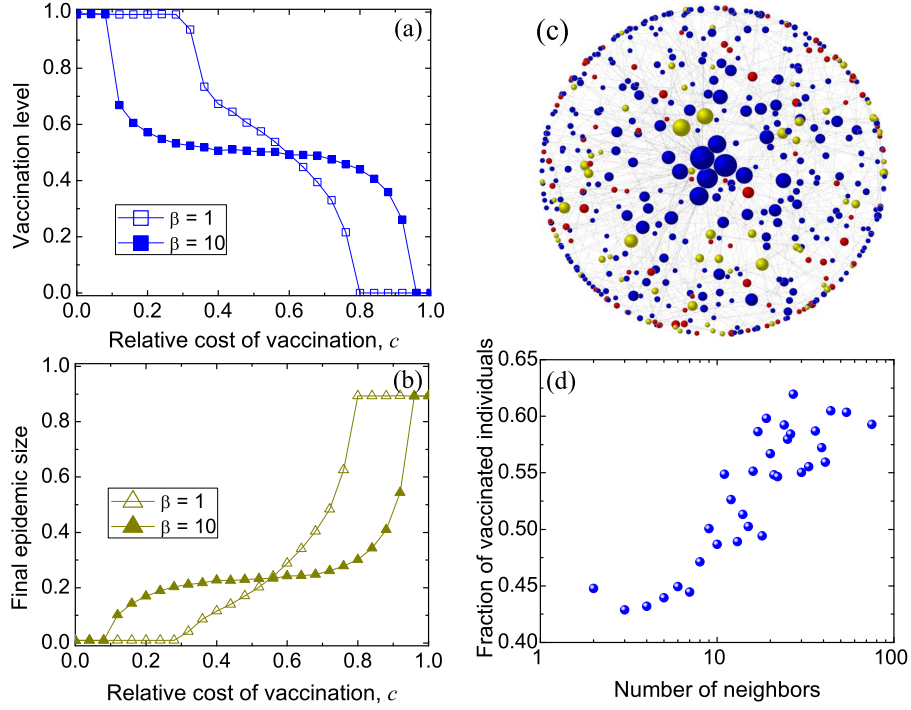 (a)
1.0
0.8
0.6
0.4
0.2
0.0
Vaccination level
β = 1
β = 10
0.0 0.2 0.4 0.6 0.8 1.0
Relative cost of vaccination, c
(b)
1.0
0.8
0.6
0.4
0.2
0.0
Final epidemic size
β = 1
β = 10
0.0 0.2 0.4 0.6 0.8 1.0
Relative cost of vaccination, c
(c)
(d)
0.65
0.60
0.55
0.50
0.45
0.40
Fraction of vaccinated individuals
1 10 100
Number of neighbors